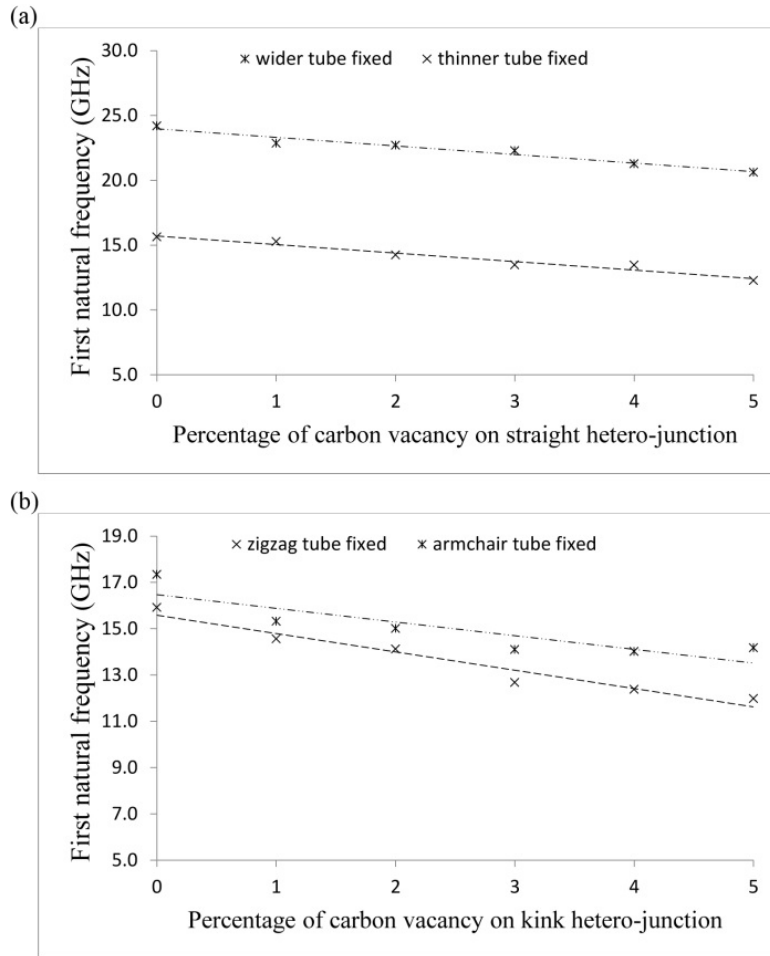 (a)
30.0
25.0
20.0
15.0
10.0
5.0
First natural frequency (GHz)
wider tube fixed
thinner tube fixed
0 1 2 3 4 5
Percentage of carbon vacancy on straight hetero-junction
(b)
19.0
17.0
15.0
13.0
11.0
9.0
7.0
5.0
First natural frequency (GHz)
zigzag tube fixed
armchair tube fixed
0 1 2 3 4 5
Percentage of carbon vacancy on kink hetero-junction